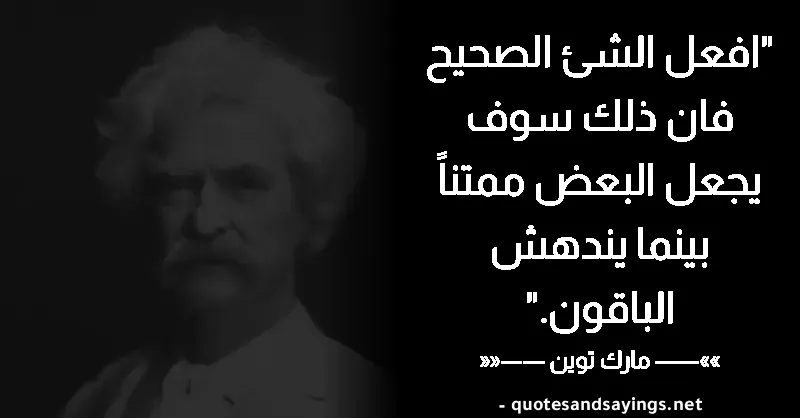 "افعل الشئ الصحيح
فان ذلك سوف
يجعل البعض ممتناً
بينما يندهش
الباقون."
»»—— مارك توين ——««
- quotesandsayings.net